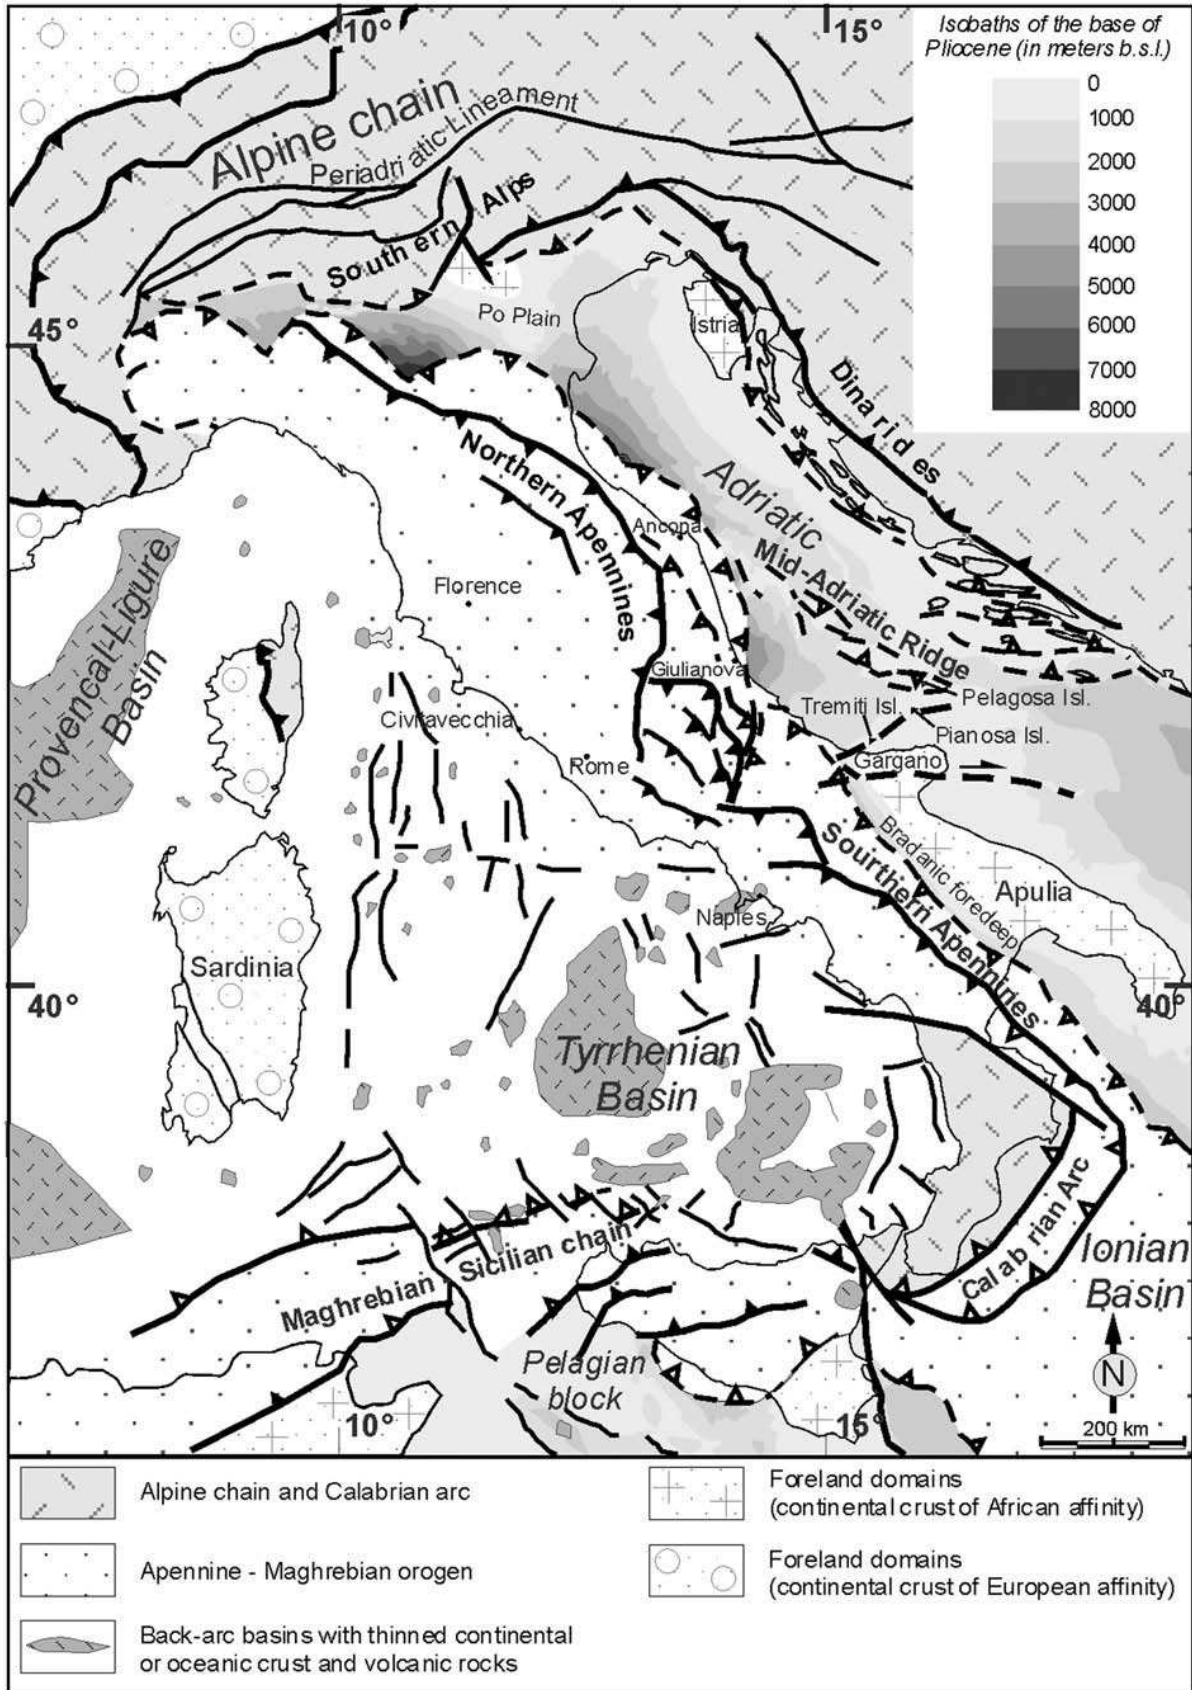 10°
15°
Isobaths of the base of
Pliocene (in meters b.s.l.)
0
1000
2000
3000
4000
5000
6000
7000
8000
Alpine chain
Periadriatic Lineament
Southern Alps
45°
Po Plain
Istria
Dinarides
Northern Apennines
Adriatic
Ancona
Mid-Adriatic Ridge
Florence
Provencal-Ligure
Basin
Giulianova
Civitavecchia
Tremiti Isl.
Pelagosa Isl.
Pianosa Isl.
Rome
Gargano
Bradanic foredeep
Sourthern Apennines
Apulia
Naples
Sardinia
40°
40°
Tyrrhenian
Basin
Calabrian Arc
Ionian
Basin
Maghrebian
Sicilian chain
Pelagian
block
N
10°
15°
200 km
Alpine chain and Calabrian arc
Foreland domains
(continental crust of African affinity)
Apennine - Maghrebian orogen
Foreland domains
(continental crust of European affinity)
Back-arc basins with thinned continental
or oceanic crust and volcanic rocks